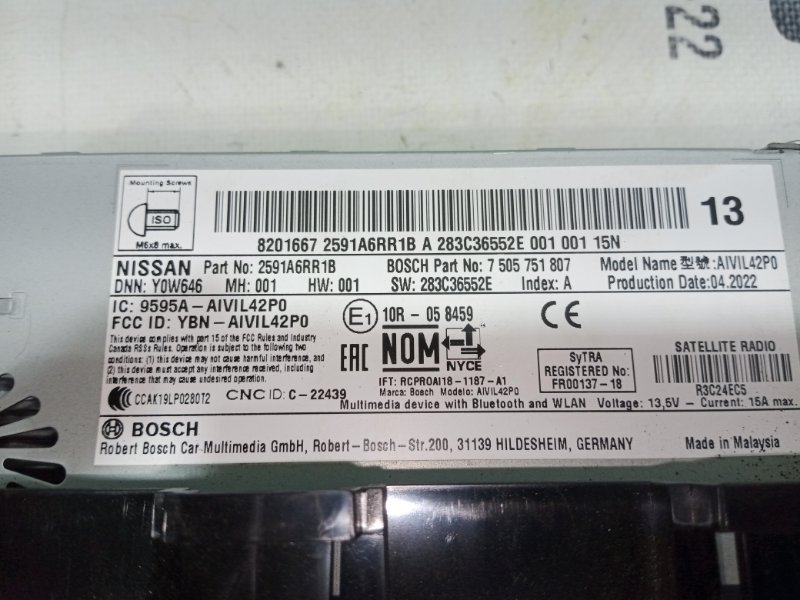 22
Mounting Screws
ISO
M6x8 max.
13
8201667 2591A6RR1B A 283C36552E 001 001 15N
NISSAN Part No: 2591A6RR1B BOSCH Part No: 7 505 751 807 Model Name 型號:AIVIL42P0
DNN: Y0W646 MH: 001 HW: 001 SW: 283C36552E Index: A Production Date:04.2022
IC: 9595A-AIVIL42P0
FCC ID: YBN-AIVIL42P0
E1 10R - 05 8459 CE
This device complies with part 15 of the FCC Rules and Industry
Canada RSSs Rules. Operation is subject to the following two
conditions: (1) this device may not cause harmful interference, and
(2) this device must accept any interference received, including
interference that may cause undesired operation.
EAC NOM NYCE
IFT: RCPROAI18-1187-A1
Marca: Bosch Modelo: AIVIL42P0
SyTRA
REGISTERED No:
FR00137-18
SATELLITE RADIO
R3C24EC5
CCAK19LP0280T2 CNC ID: C-22439
Multimedia device with Bluetooth and WLAN Voltage: 13,5V - Current: 15A max.
BOSCH
Robert Bosch Car Multimedia GmbH, Robert-Bosch-Str.200, 31139 HILDESHEIM, GERMANY Made in Malaysia